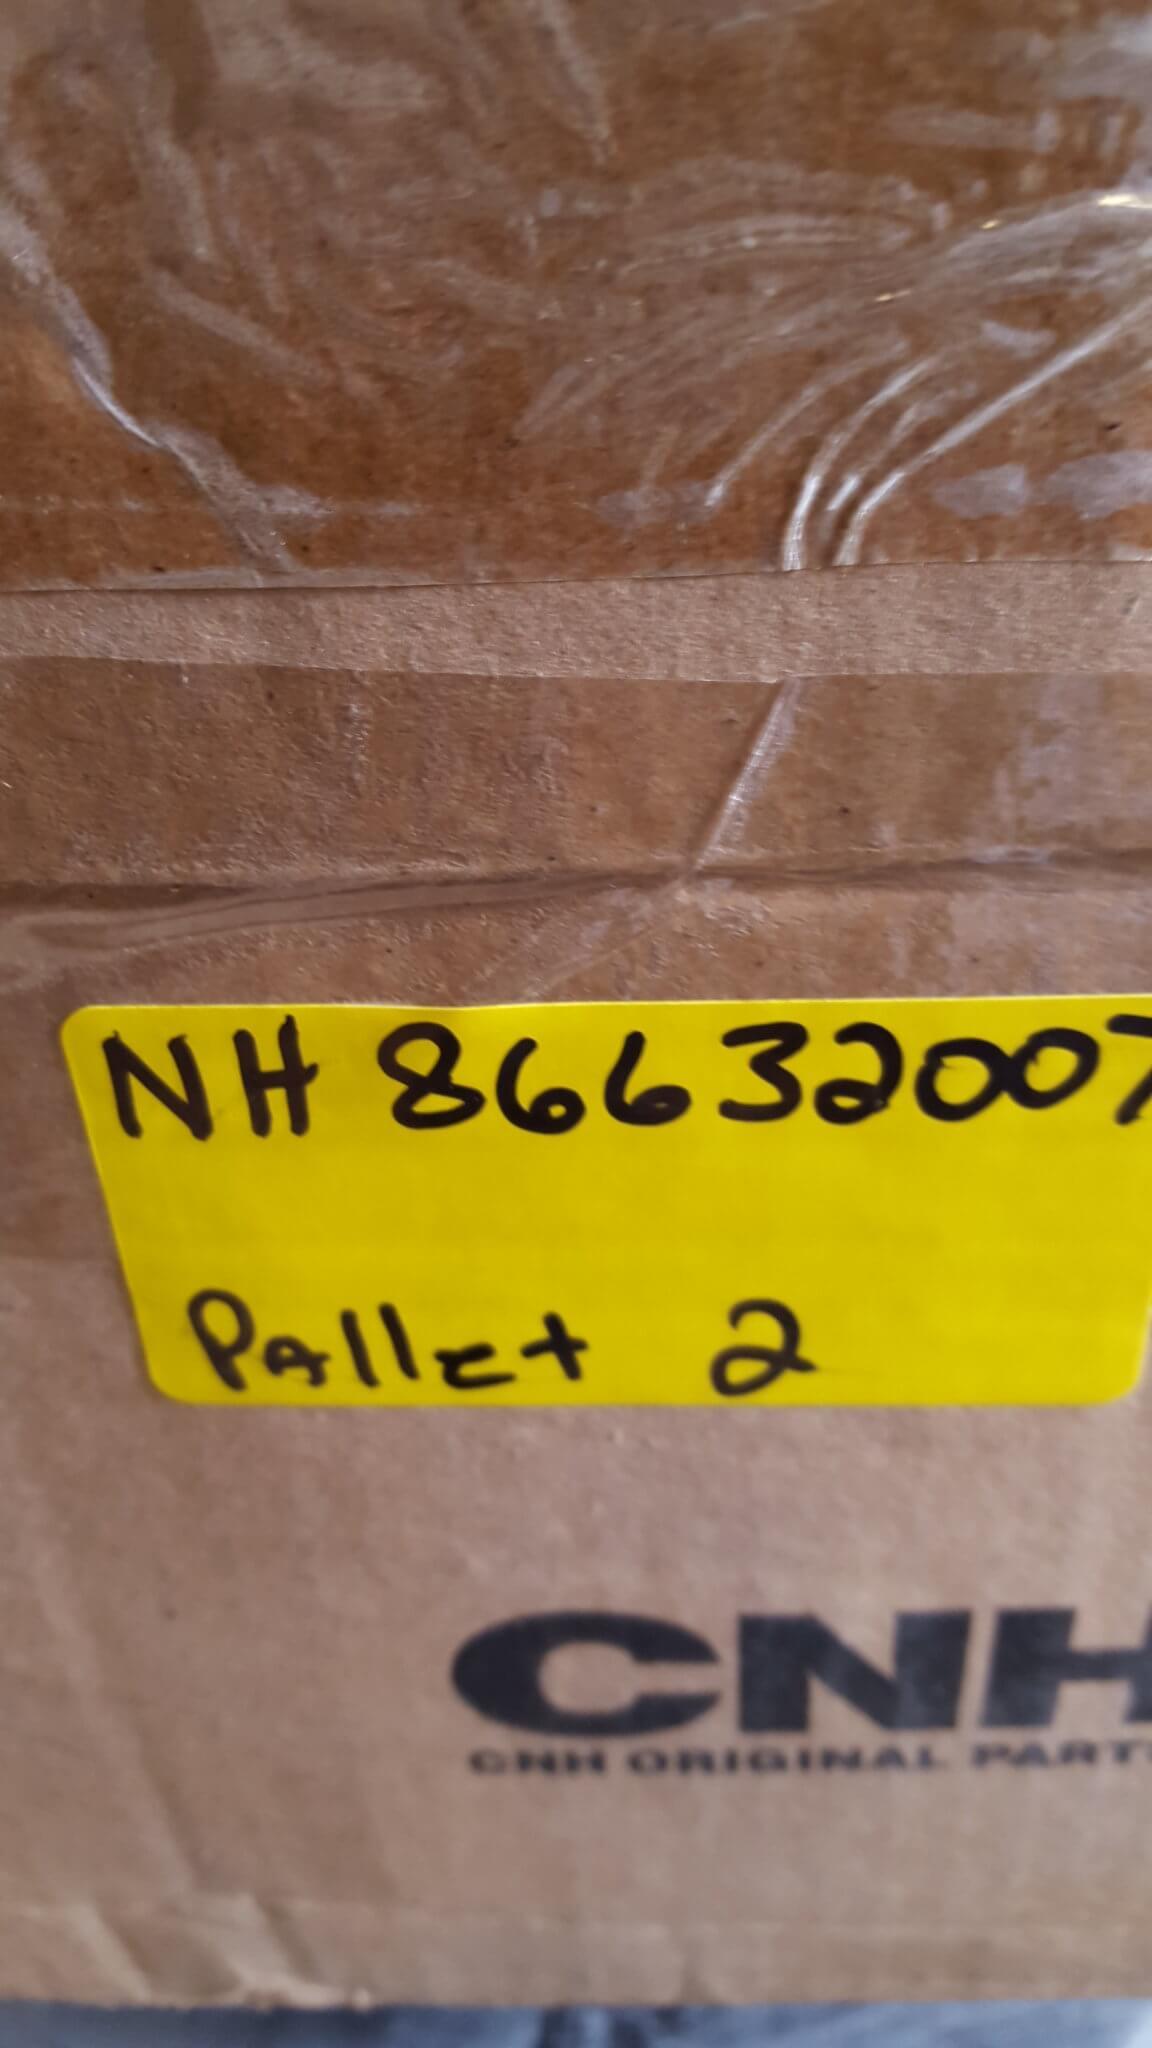 NH 86632007
Pallet 2
CNH
CNH ORIGINAL PART